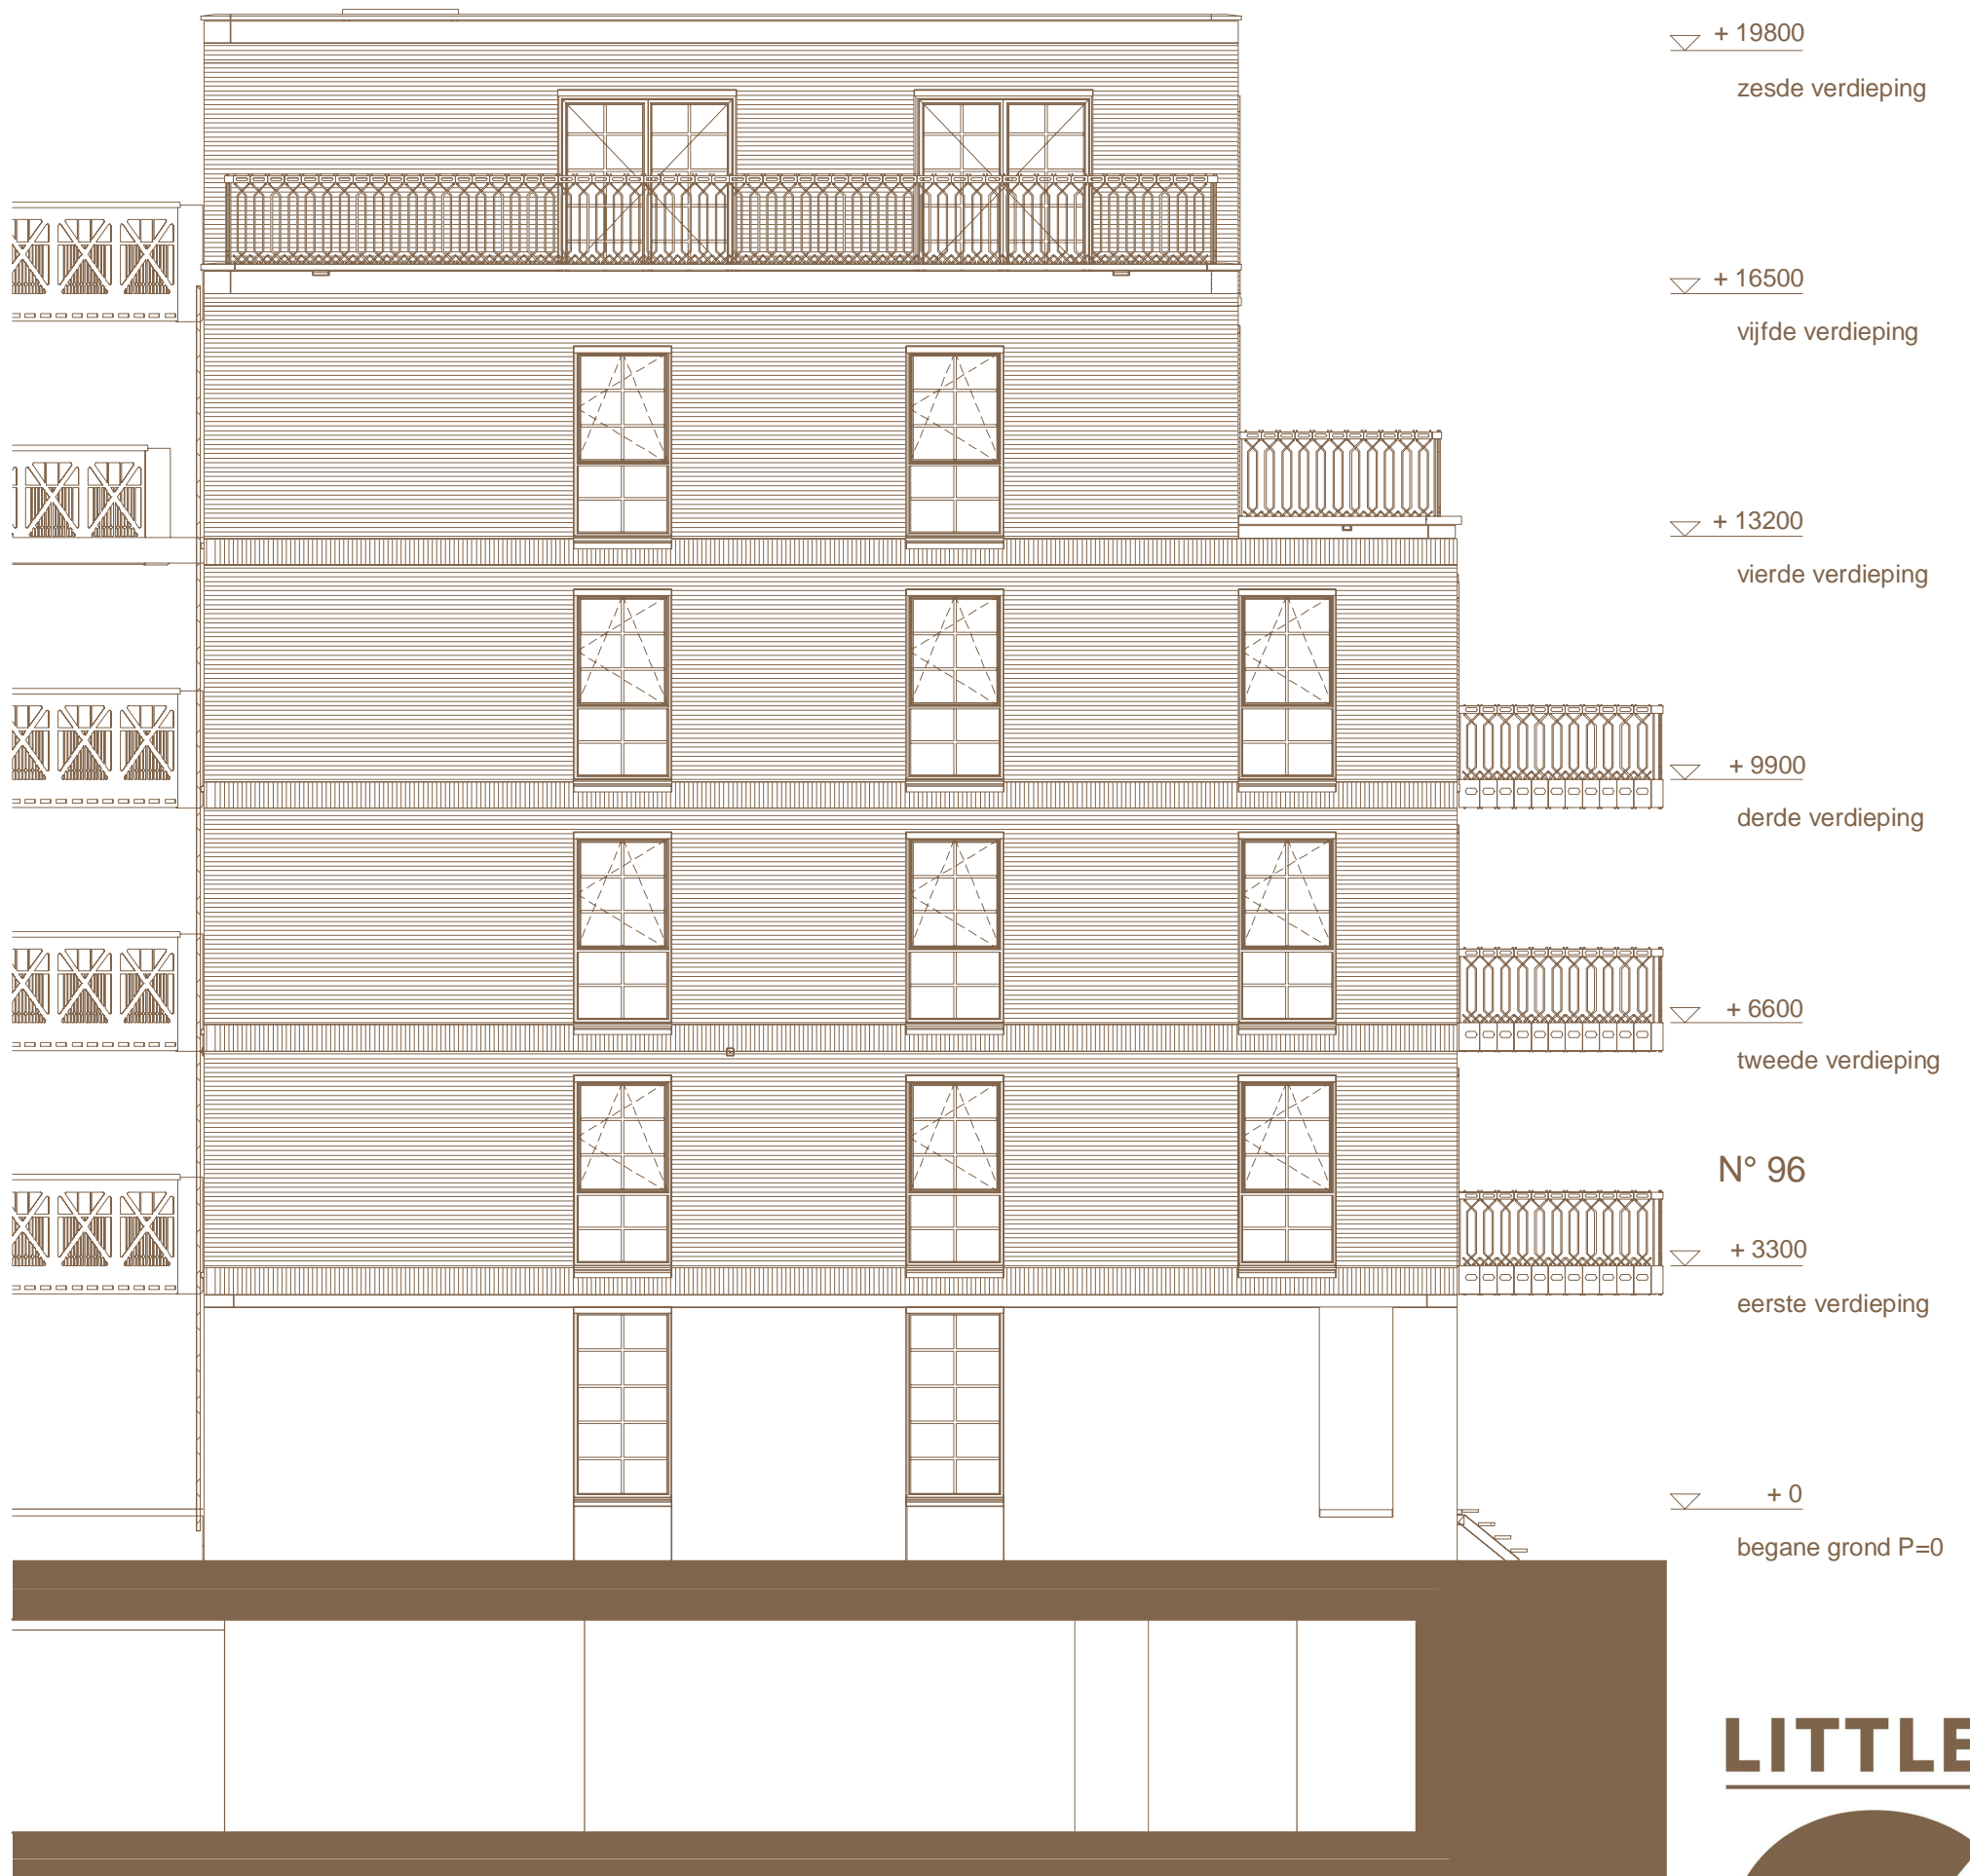 + 19800
zesde verdieping
+ 16500
vijfde verdieping
+ 13200
vierde verdieping
+ 9900
derde verdieping
+ 6600
tweede verdieping
N° 96
+ 3300
eerste verdieping
+ 0
begane grond P=0
LITTLE